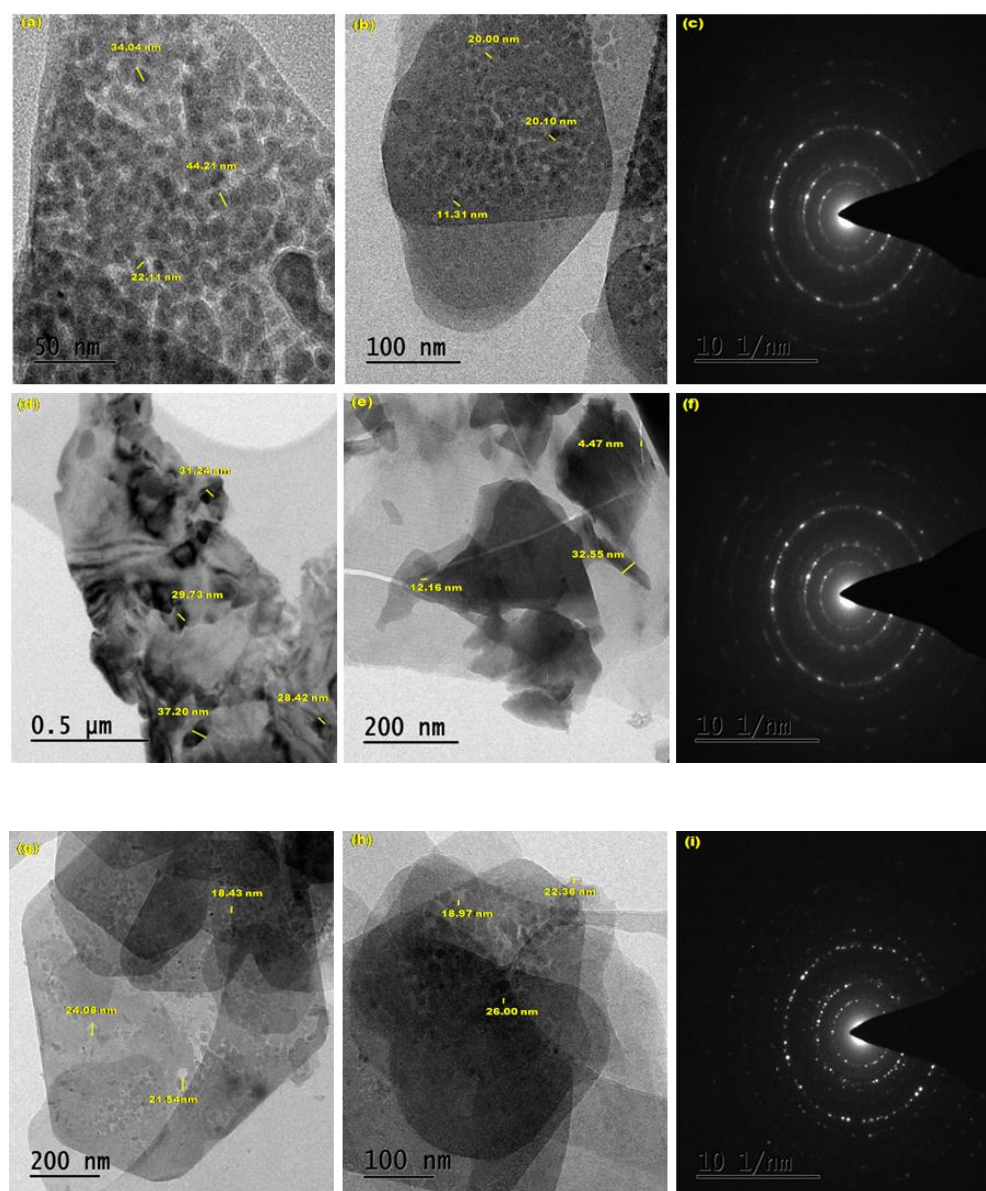 (a)
34.04 nm
44.21 nm
22.11 nm
50 nm
(b)
20.00 nm
20.10 nm
11.31 nm
100 nm
(c)
10 1/nm
(d)
31.24 nm
29.73 nm
28.42 nm
37.20 nm
0.5 µm
(e)
4.47 nm
32.55 nm
12.16 nm
200 nm
(f)
10 1/nm
(g)
18.43 nm
24.08 nm
21.54nm
200 nm
(h)
22.36 nm
18.97 nm
26.00 nm
100 nm
(i)
10 1/nm